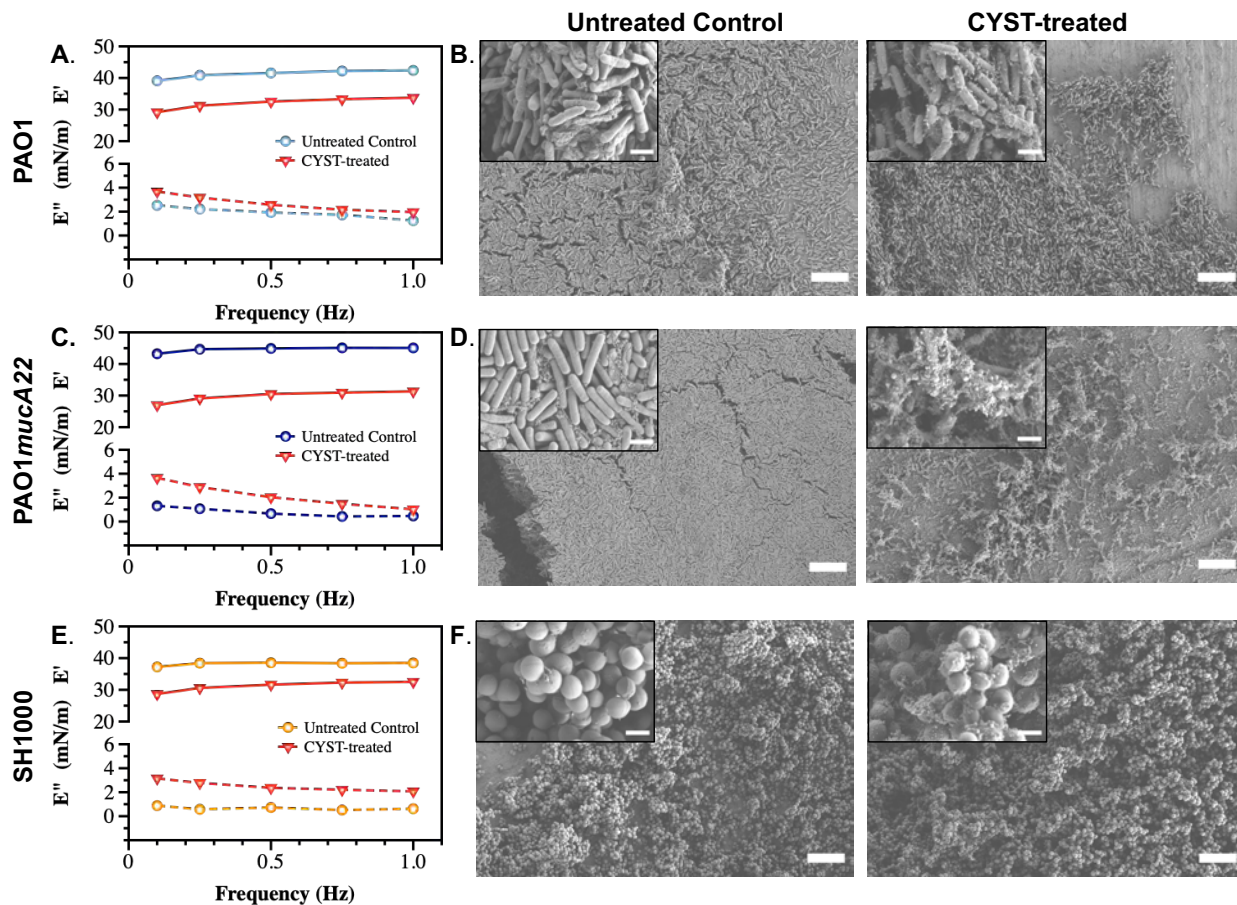 Untreated Control
CYST-treated
PAO1
A.
50
40
30
20
6
4
2
0
E'' (mN/m) E'
Untreated Control
CYST-treated
0
0.5
1.0
Frequency (Hz)
B.
PAO1mucA22
C.
50
40
30
20
6
4
2
0
E'' (mN/m) E'
Untreated Control
CYST-treated
0
0.5
1.0
Frequency (Hz)
D.
SH1000
E.
50
40
30
20
6
4
2
0
E'' (mN/m) E'
Untreated Control
CYST-treated
0
0.5
1.0
Frequency (Hz)
F.